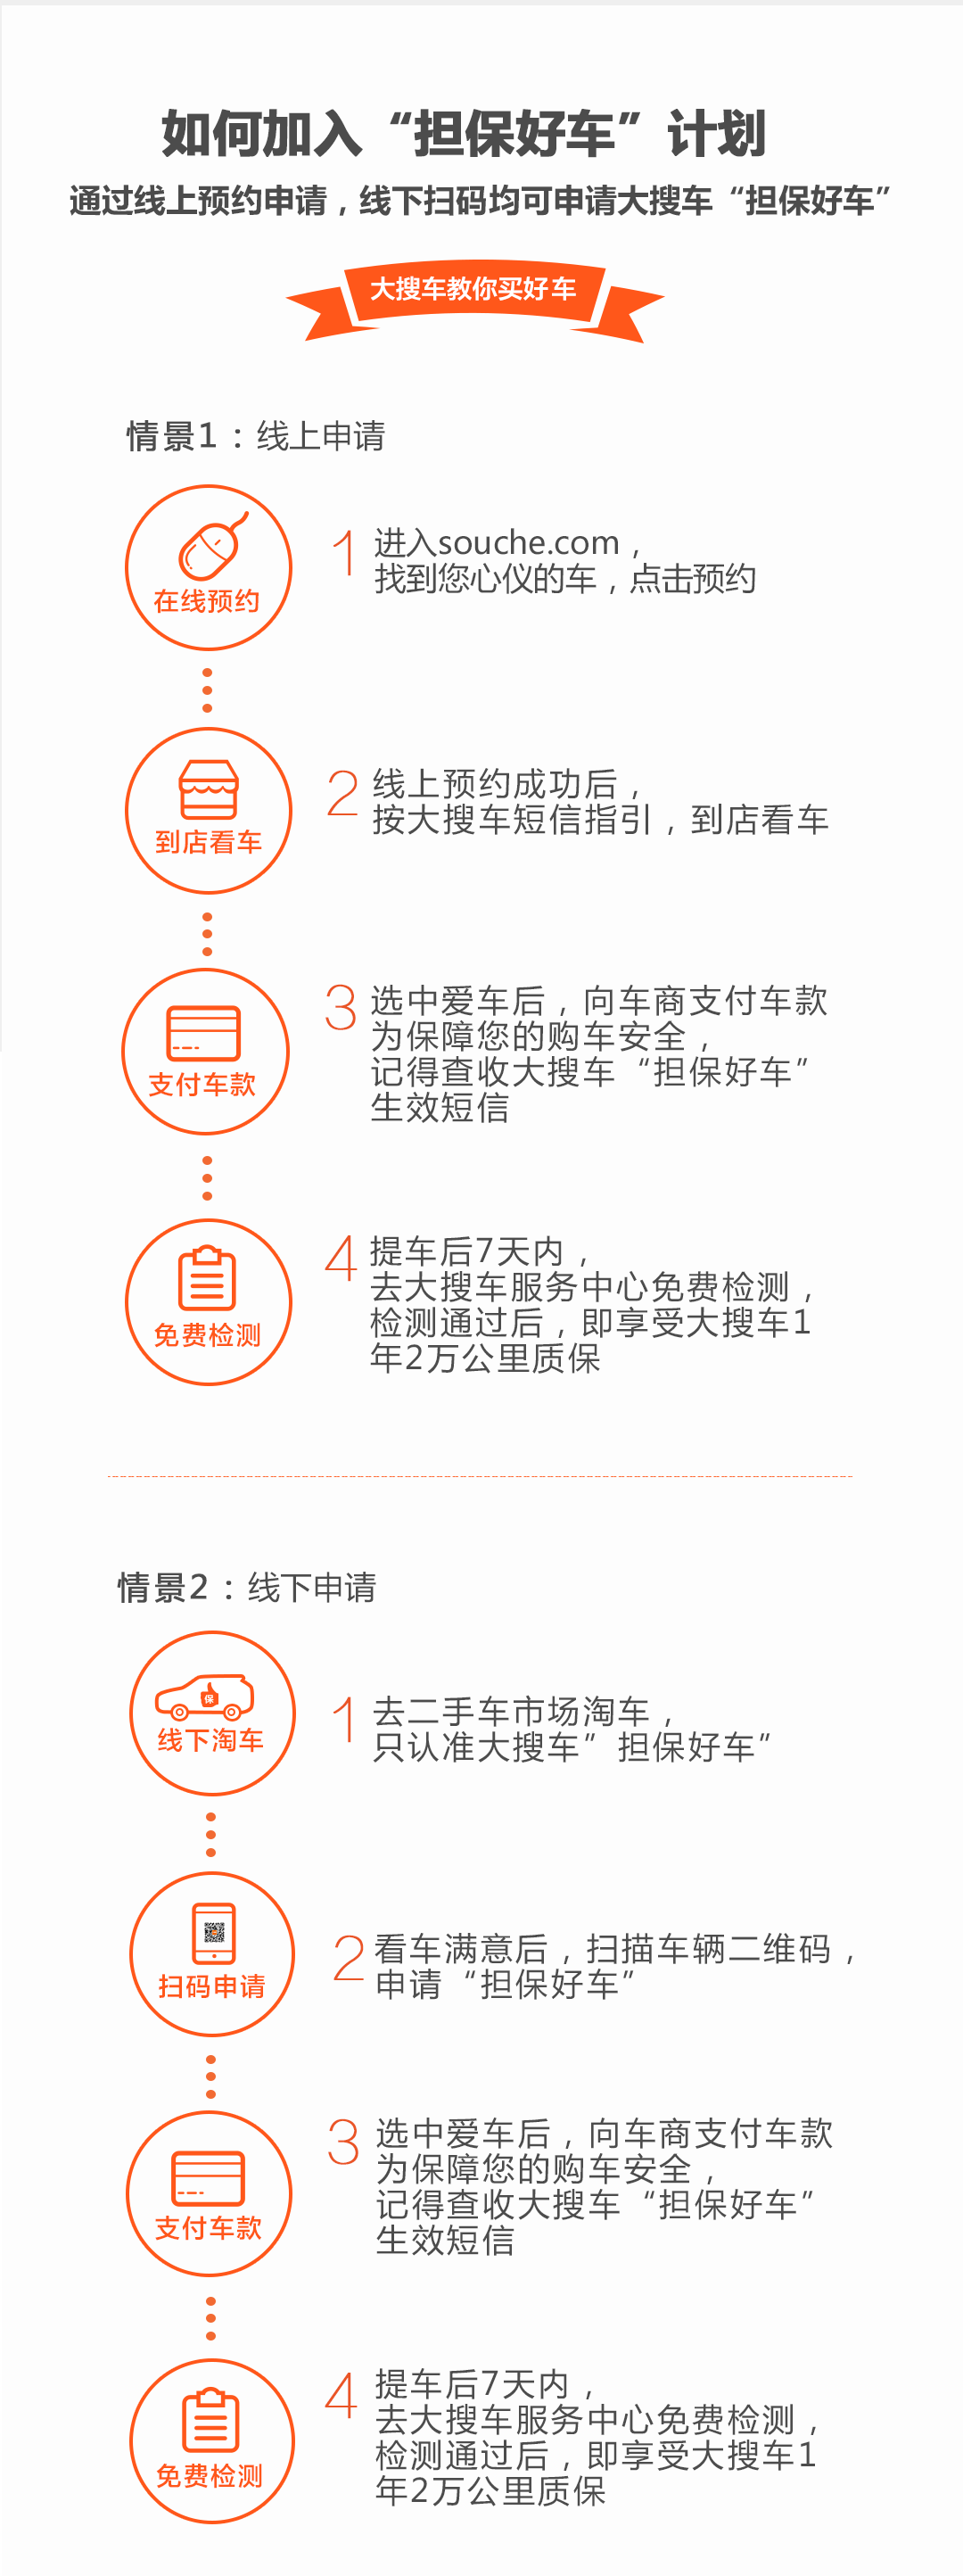 如何加入“担保好车”计划
通过线上预约申请，线下扫码均可申请大搜车“担保好车”
大搜车教你买好车
情景1：线上申请
在线预约
1 进入souche.com，
找到您心仪的车，点击预约
到店看车
2 线上预约成功后，
按大搜车短信指引，到店看车
支付车款
3 选中爱车后，向车商支付车款
为保障您的购车安全，
记得查收大搜车“担保好车”
生效短信
免费检测
4 提车后7天内，
去大搜车服务中心免费检测，
检测通过后，即享受大搜车1
年2万公里质保
情景2：线下申请
保
线下淘车
1 去二手车市场淘车，
只认准大搜车”担保好车”
扫码申请
2 看车满意后，扫描车辆二维码，
申请“担保好车”
支付车款
3 选中爱车后，向车商支付车款
为保障您的购车安全，
记得查收大搜车“担保好车”
生效短信
免费检测
4 提车后7天内，
去大搜车服务中心免费检测，
检测通过后，即享受大搜车1
年2万公里质保